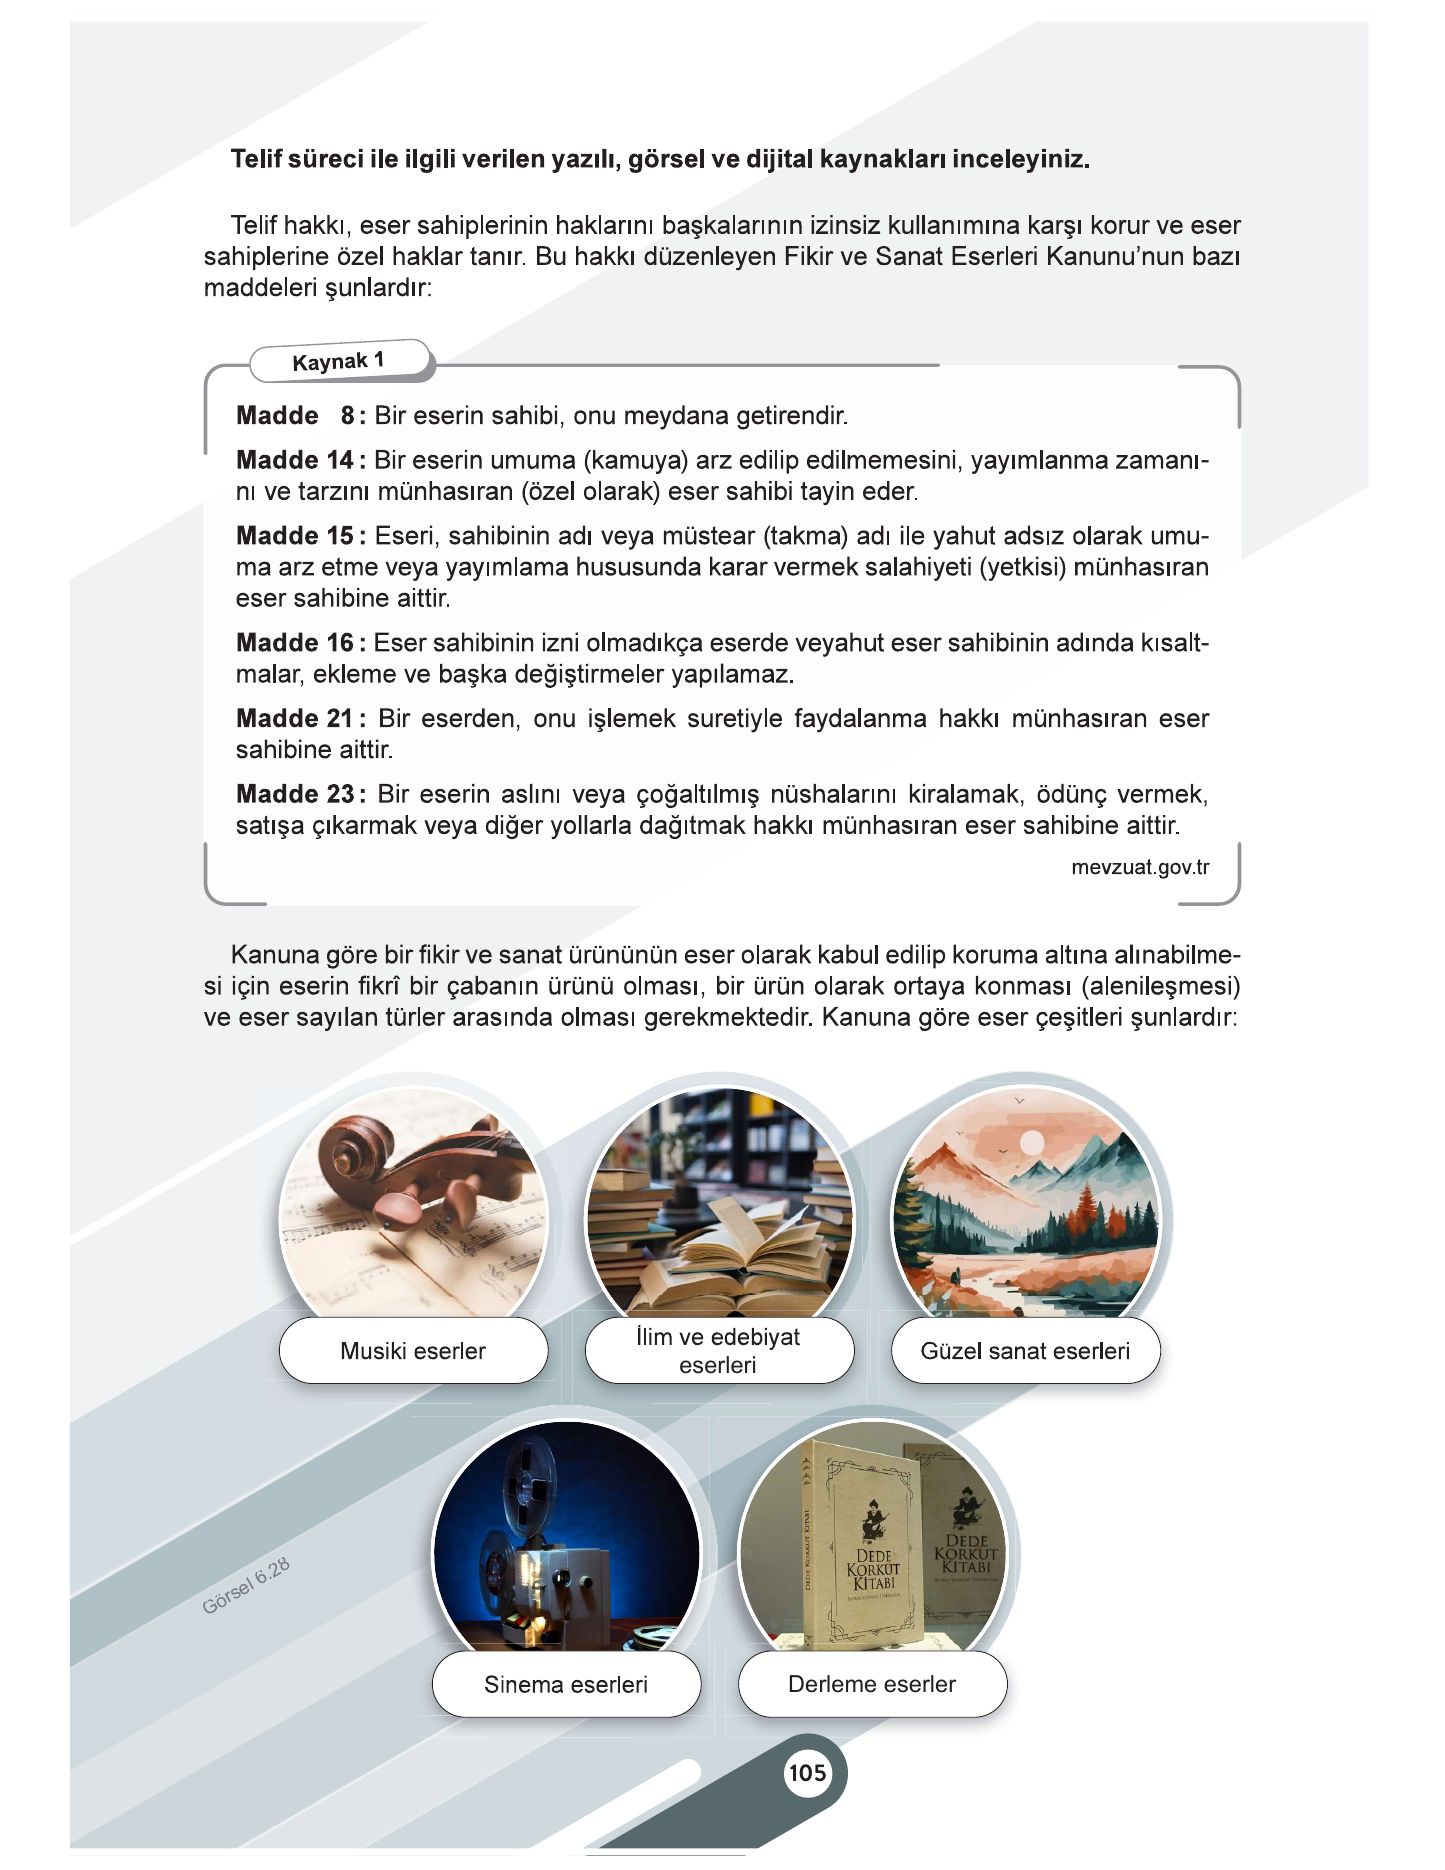 Telif süreci ile ilgili verilen yazılı, görsel ve dijital kaynakları inceleyiniz.
Telif hakkı, eser sahiplerinin haklarını başkalarının izinsiz kullanımına karşı korur ve eser
sahiplerine özel haklar tanır. Bu hakkı düzenleyen Fikir ve Sanat Eserleri Kanunu’nun bazı
maddeleri şunlardır:
Kaynak 1
Madde 8 : Bir eserin sahibi, onu meydana getirendir.
Madde 14 : Bir eserin umuma (kamuya) arz edilip edilmemesini, yayımlanma zamanı-
nı ve tarzını münhasıran (özel olarak) eser sahibi tayin eder.
Madde 15 : Eseri, sahibinin adı veya müstear (takma) adı ile yahut adsız olarak umu-
ma arz etme veya yayımlama hususunda karar vermek salahiyeti (yetkisi) münhasıran
eser sahibine aittir.
Madde 16 : Eser sahibinin izni olmadıkça eserde veyahut eser sahibinin adında kısalt-
malar, ekleme ve başka değiştirmeler yapılamaz.
Madde 21 : Bir eserden, onu işlemek suretiyle faydalanma hakkı münhasıran eser
sahibine aittir.
Madde 23 : Bir eserin aslını veya çoğaltılmış nüshalarını kiralamak, ödünç vermek,
satışa çıkarmak veya diğer yollarla dağıtmak hakkı münhasıran eser sahibine aittir.
mevzuat.gov.tr
Kanuna göre bir fikir ve sanat ürününün eser olarak kabul edilip koruma altına alınabilme-
si için eserin fikrî bir çabanın ürünü olması, bir ürün olarak ortaya konması (alenileşmesi)
ve eser sayılan türler arasında olması gerekmektedir. Kanuna göre eser çeşitleri şunlardır:
Musiki eserler
İlim ve edebiyat
eserleri
Güzel sanat eserleri
DEDE KORKUT KİTABI
DEDE
KORKUT
KİTABI
DEDE
KORKUT
KİTABI
Görsel 6.28
Sinema eserleri
Derleme eserler
105